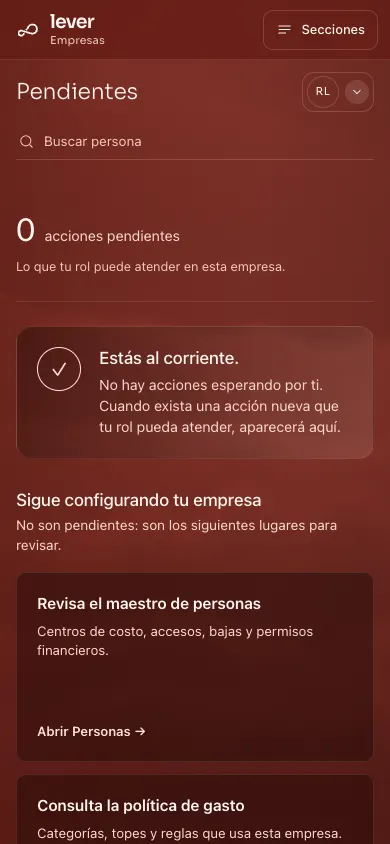 lever
Empresas
Secciones
Pendientes
RL
Buscar persona
0 acciones pendientes
Lo que tu rol puede atender en esta empresa.
Estás al corriente.
No hay acciones esperando por ti.
Cuando exista una acción nueva que
tu rol pueda atender, aparecerá aquí.
Sigue configurando tu empresa
No son pendientes: son los siguientes lugares para
revisar.
Revisa el maestro de personas
Centros de costo, accesos, bajas y permisos
financieros.
Abrir Personas →
Consulta la política de gasto
Categorías, topes y reglas que usa esta empresa.